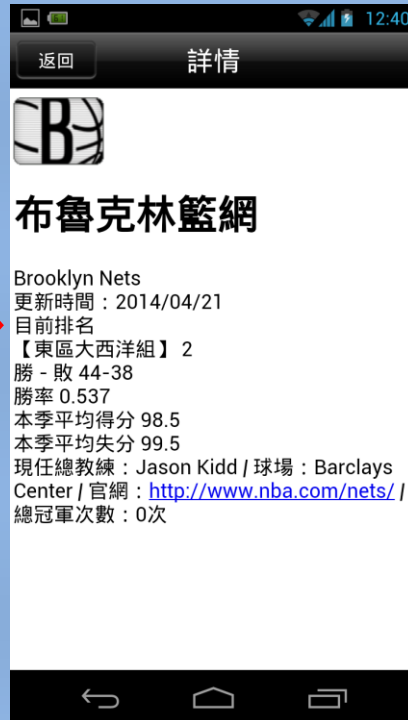 12:40
返回
詳情
B
布魯克林籃網
Brooklyn Nets
更新時間：2014/04/21
目前排名
【東區大西洋組】 2
勝 - 敗 44-38
勝率 0.537
本季平均得分 98.5
本季平均失分 99.5
現任總教練：Jason Kidd / 球場：Barclays
Center / 官網：http://www.nba.com/nets/ /
總冠軍次數：0次